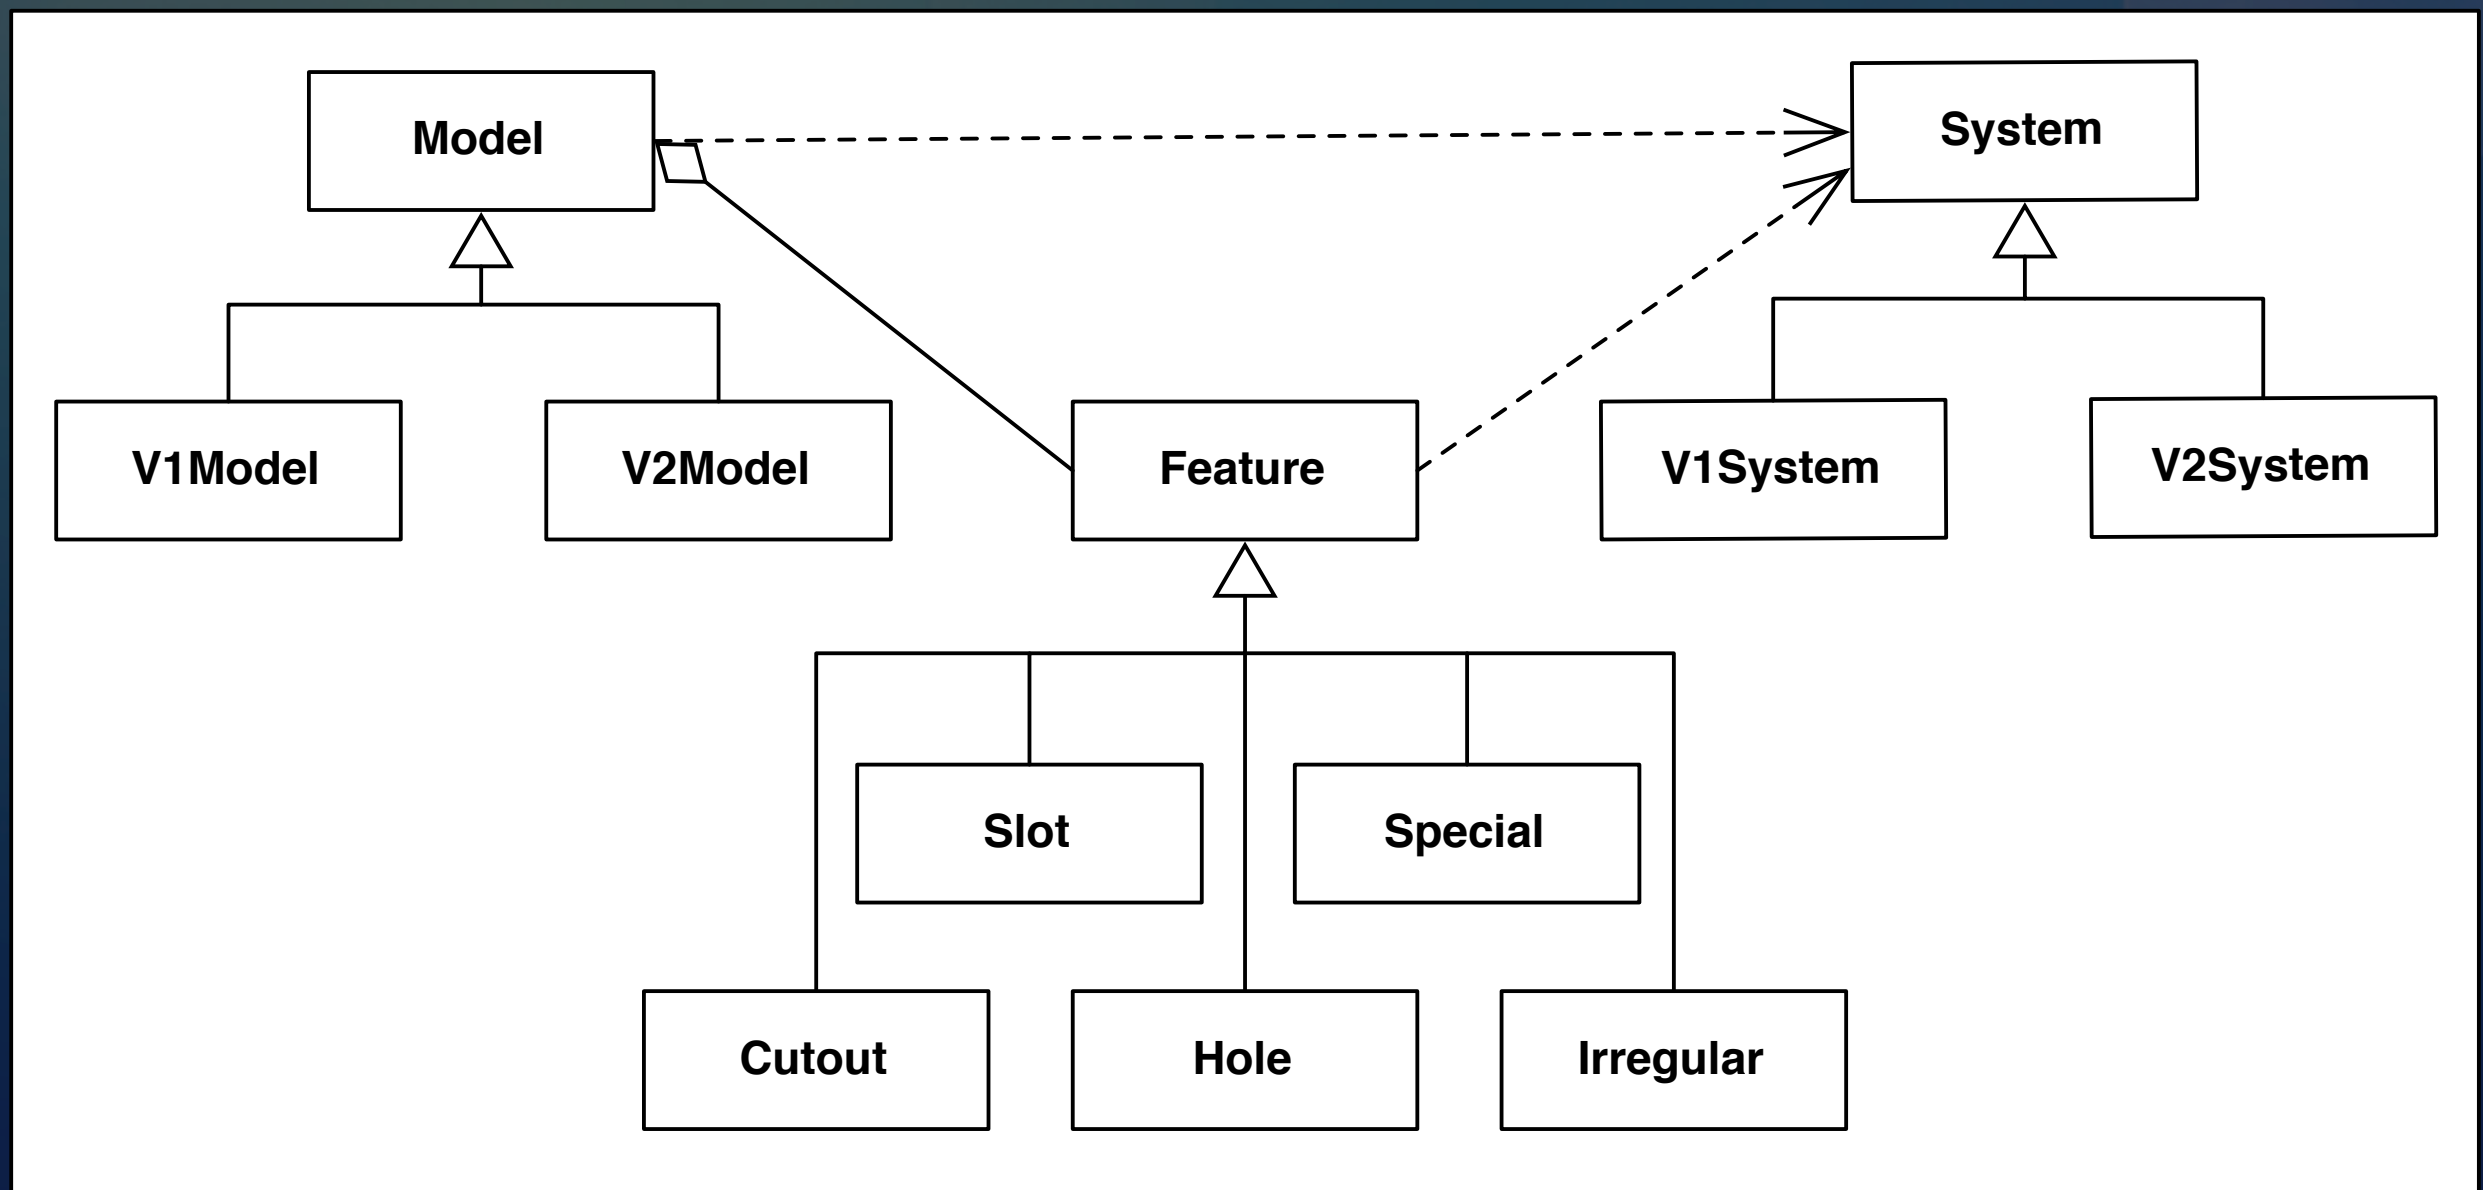 Model
System
V1Model
V2Model
Feature
V1System
V2System
Slot
Special
Cutout
Hole
Irregular